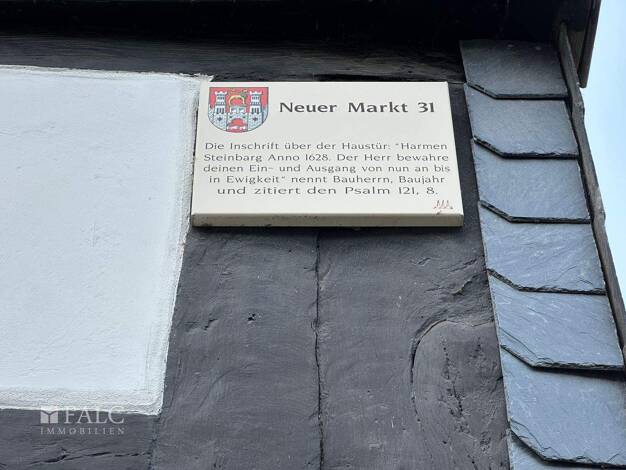 Neuer Markt 31
Die Inschrift über der Haustür: "Harmen
Steinbarg Anno 1628. Der Herr bewahre
deinen Ein- und Ausgang von nun an bis
in Ewigkeit" nennt Bauherrn, Baujahr
und zitiert den Psalm 121, 8.
FALC
IMMOBILIEN